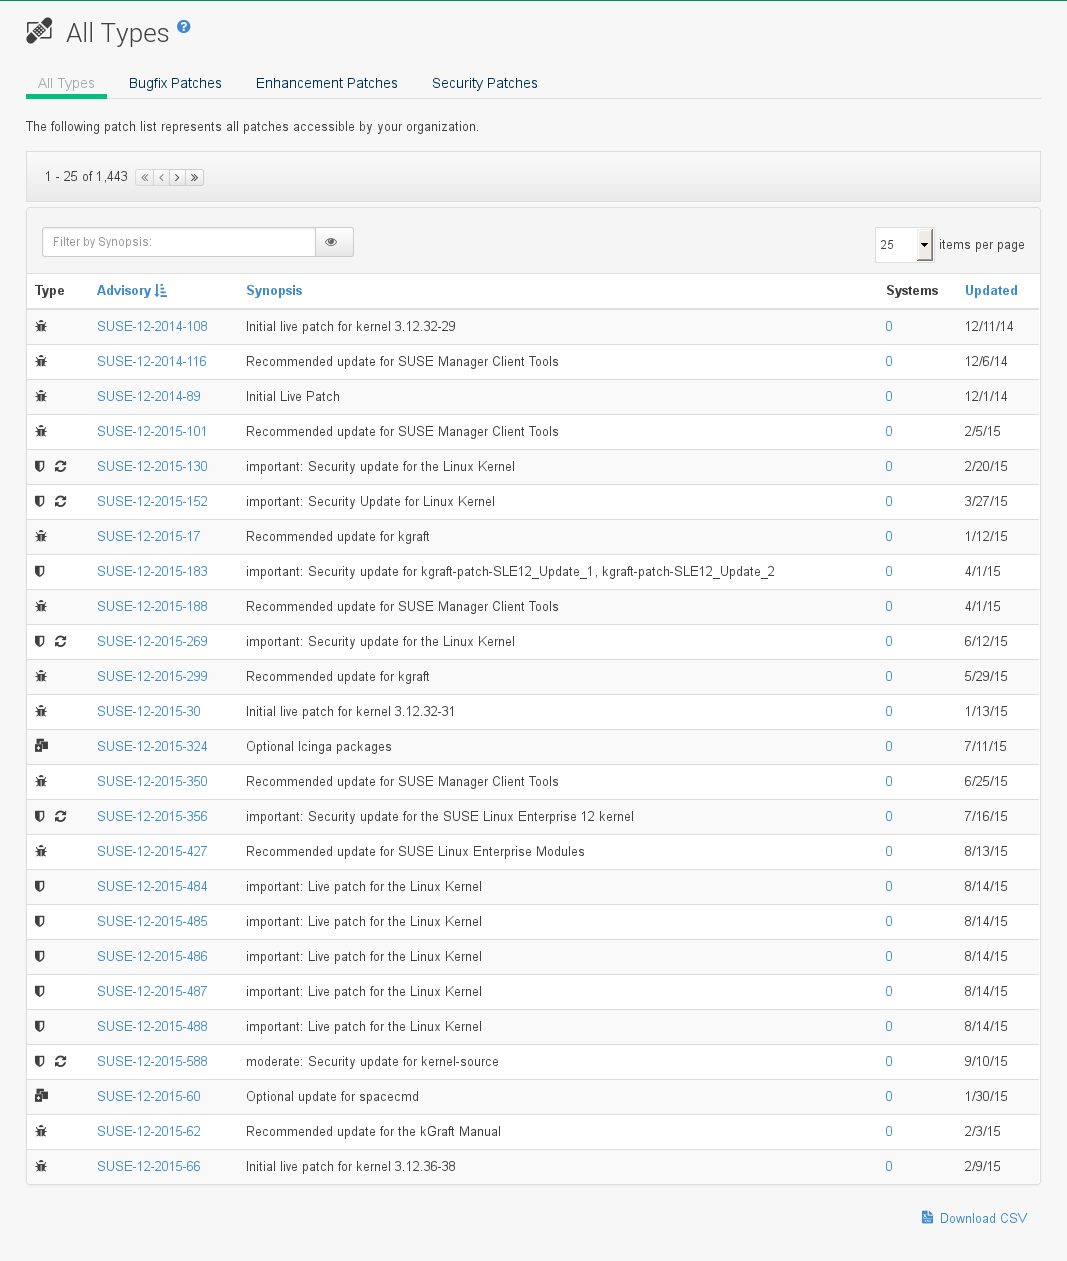 All Types ?
All Types Bugfix Patches Enhancement Patches Security Patches
The following patch list represents all patches accessible by your organization.
1 - 25 of 1,443 « ‹ › »
Filter by Synopsis: 25 items per page
Type Advisory Synopsis Systems Updated
SUSE-12-2014-108 Initial live patch for kernel 3.12.32-29 0 12/11/14
SUSE-12-2014-116 Recommended update for SUSE Manager Client Tools 0 12/6/14
SUSE-12-2014-89 Initial Live Patch 0 12/1/14
SUSE-12-2015-101 Recommended update for SUSE Manager Client Tools 0 2/5/15
SUSE-12-2015-130 important: Security update for the Linux Kernel 0 2/20/15
SUSE-12-2015-152 important: Security Update for Linux Kernel 0 3/27/15
SUSE-12-2015-17 Recommended update for kgraft 0 1/12/15
SUSE-12-2015-183 important: Security update for kgraft-patch-SLE12_Update_1, kgraft-patch-SLE12_Update_2 0 4/1/15
SUSE-12-2015-188 Recommended update for SUSE Manager Client Tools 0 4/1/15
SUSE-12-2015-269 important: Security update for the Linux Kernel 0 6/12/15
SUSE-12-2015-299 Recommended update for kgraft 0 5/29/15
SUSE-12-2015-30 Initial live patch for kernel 3.12.32-31 0 1/13/15
SUSE-12-2015-324 Optional Icinga packages 0 7/11/15
SUSE-12-2015-350 Recommended update for SUSE Manager Client Tools 0 6/25/15
SUSE-12-2015-356 important: Security update for the SUSE Linux Enterprise 12 kernel 0 7/16/15
SUSE-12-2015-427 Recommended update for SUSE Linux Enterprise Modules 0 8/13/15
SUSE-12-2015-484 important: Live patch for the Linux Kernel 0 8/14/15
SUSE-12-2015-485 important: Live patch for the Linux Kernel 0 8/14/15
SUSE-12-2015-486 important: Live patch for the Linux Kernel 0 8/14/15
SUSE-12-2015-487 important: Live patch for the Linux Kernel 0 8/14/15
SUSE-12-2015-488 important: Live patch for the Linux Kernel 0 8/14/15
SUSE-12-2015-588 moderate: Security update for kernel-source 0 9/10/15
SUSE-12-2015-60 Optional update for spacecmd 0 1/30/15
SUSE-12-2015-62 Recommended update for the kGraft Manual 0 2/3/15
SUSE-12-2015-66 Initial live patch for kernel 3.12.36-38 0 2/9/15
Download CSV